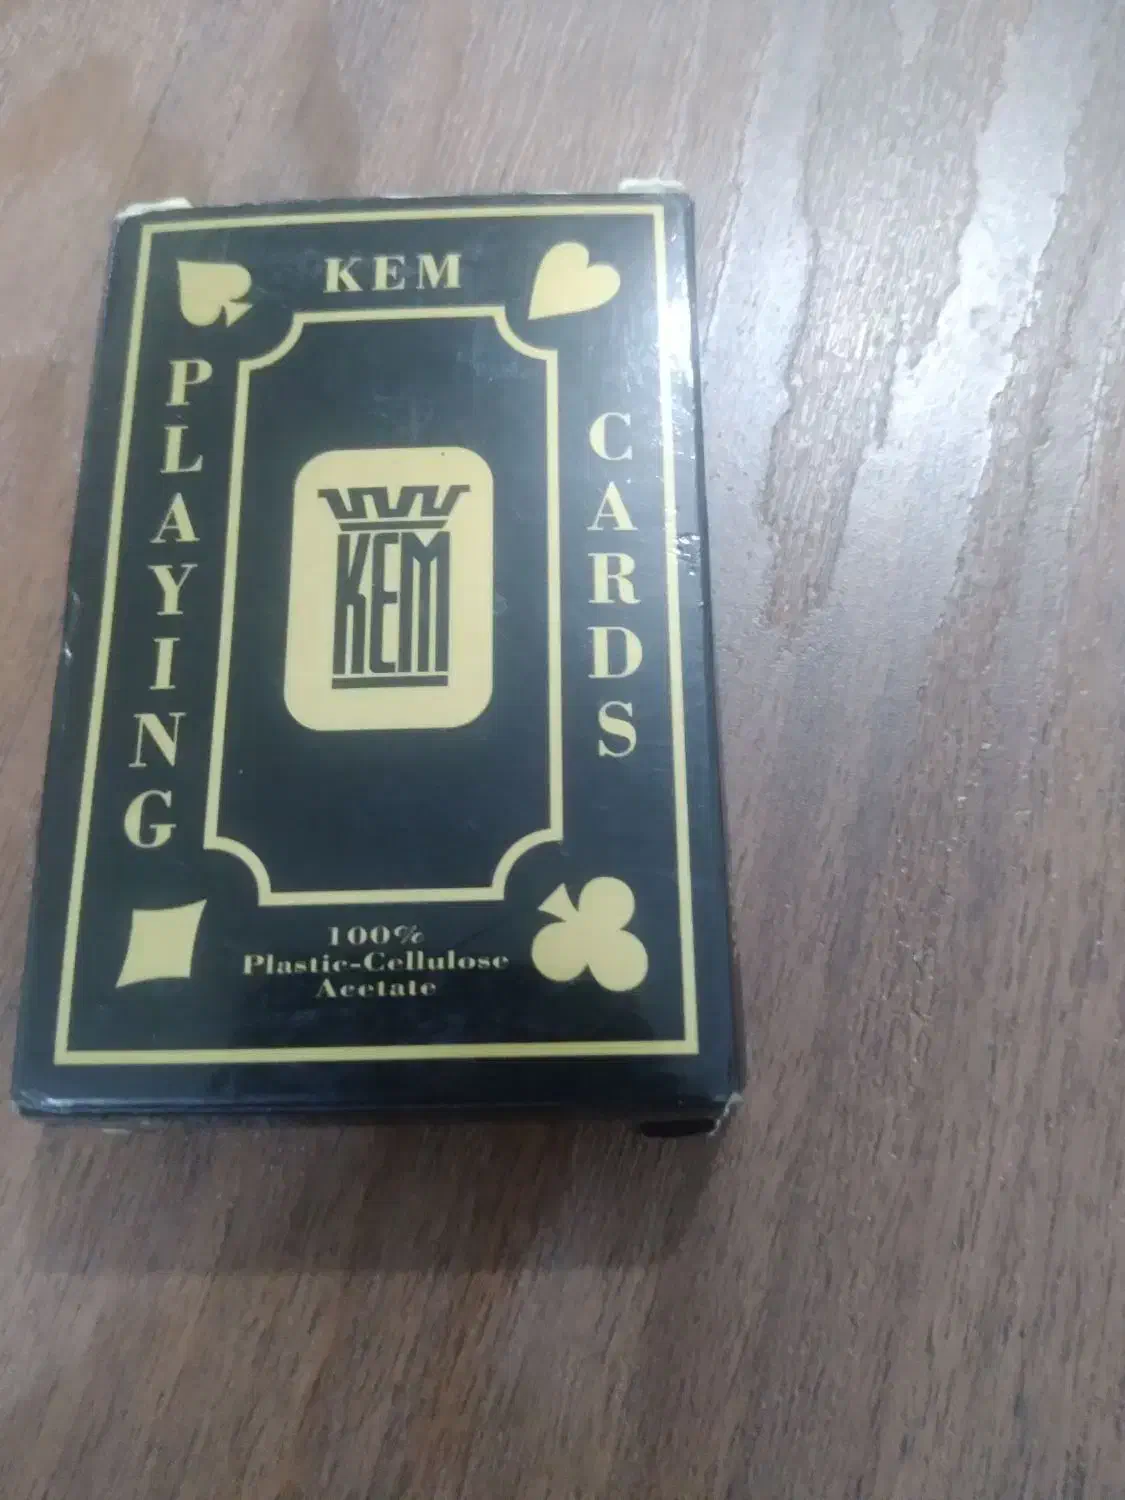 KEM
PLAYING
CARDS
KEM
100%
Plastic-Cellulose
Acetate